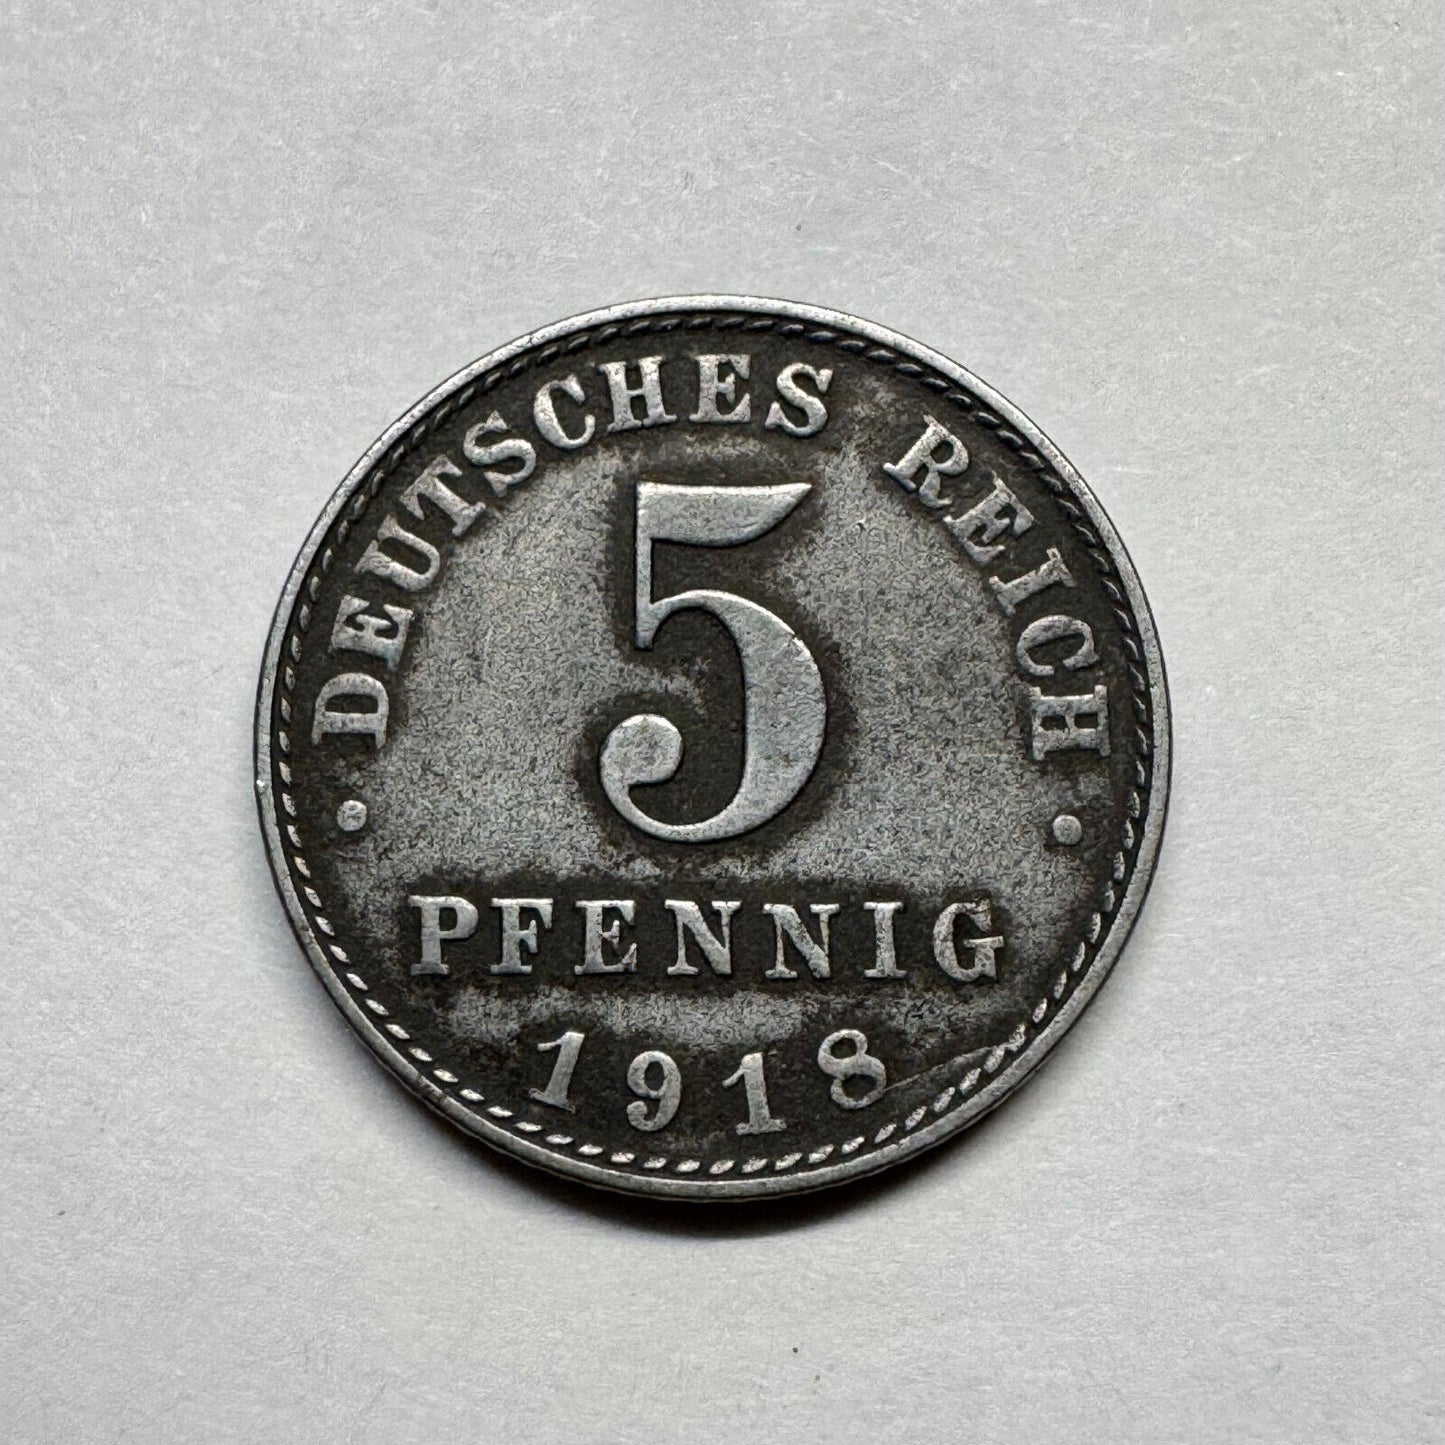 · DEUTSCHES REICH ·
5
PFENNIG
1918